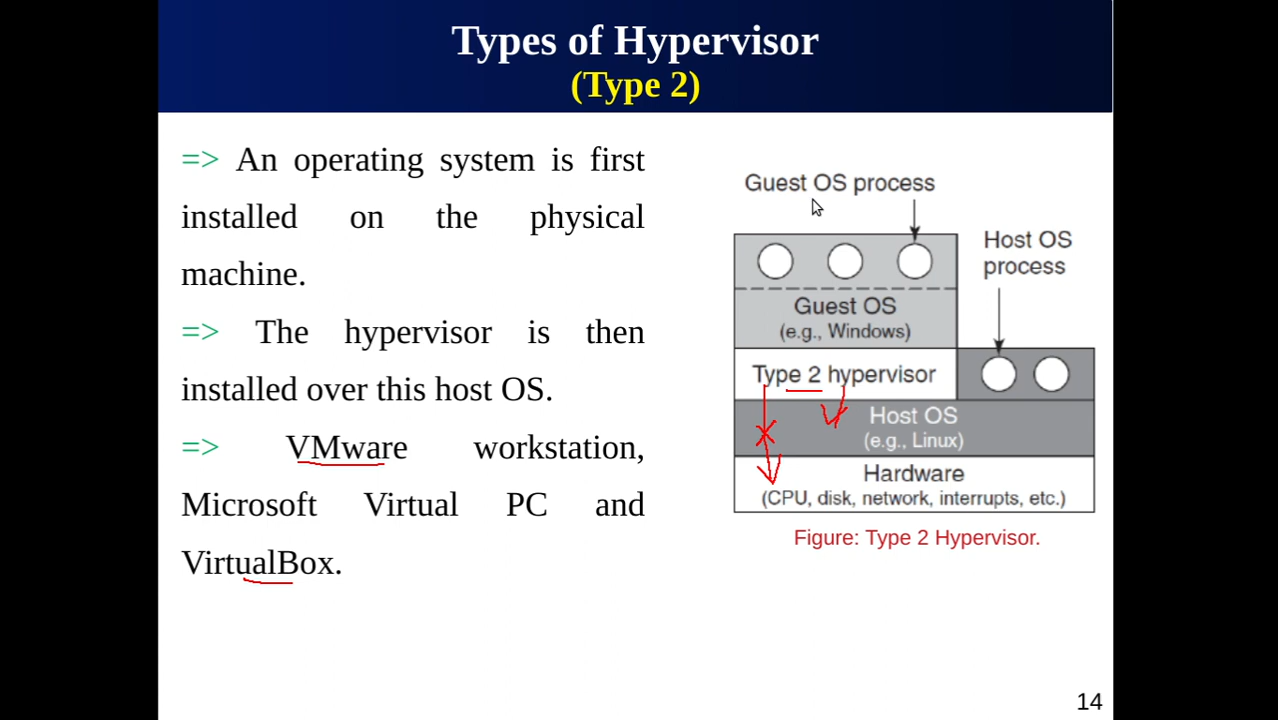 Types of Hypervisor
(Type 2)
=> An operating system is first
installed on the physical
machine.
=> The hypervisor is then
installed over this host OS.
=> VMware workstation,
Microsoft Virtual PC and
VirtualBox.
Guest OS process
Host OS
process
Guest OS
(e.g., Windows)
Type 2 hypervisor
Host OS
(e.g., Linux)
Hardware
(CPU, disk, network, interrupts, etc.)
Figure: Type 2 Hypervisor.
14